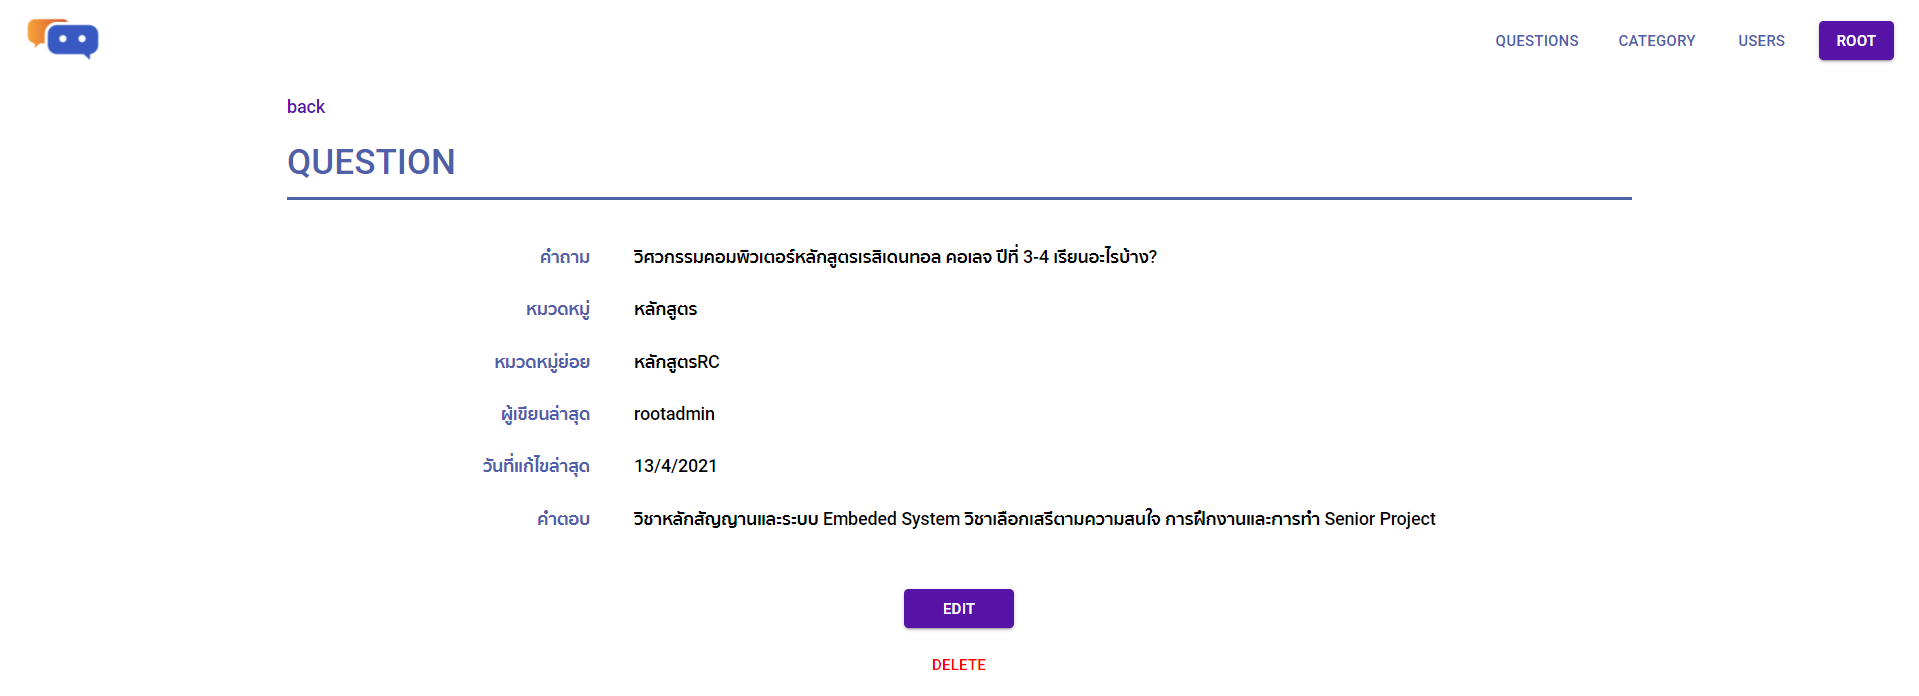 QUESTIONS CATEGORY USERS ROOT
back
QUESTION
คำถาม วิศวกรรมคอมพิวเตอร์หลักสูตรเรสิเดนทอล คอเลจ ปีที่ 3-4 เรียนอะไรบ้าง?
หมวดหมู่ หลักสูตร
หมวดหมู่ย่อย หลักสูตรRC
ผู้เขียนล่าสุด rootadmin
วันที่แก้ไขล่าสุด 13/4/2021
คำตอบ วิชาหลักสัญญานและระบบ Embeded System วิชาเลือกเสรีตามความสนใจ การฝึกงานและการทำ Senior Project
EDIT
DELETE